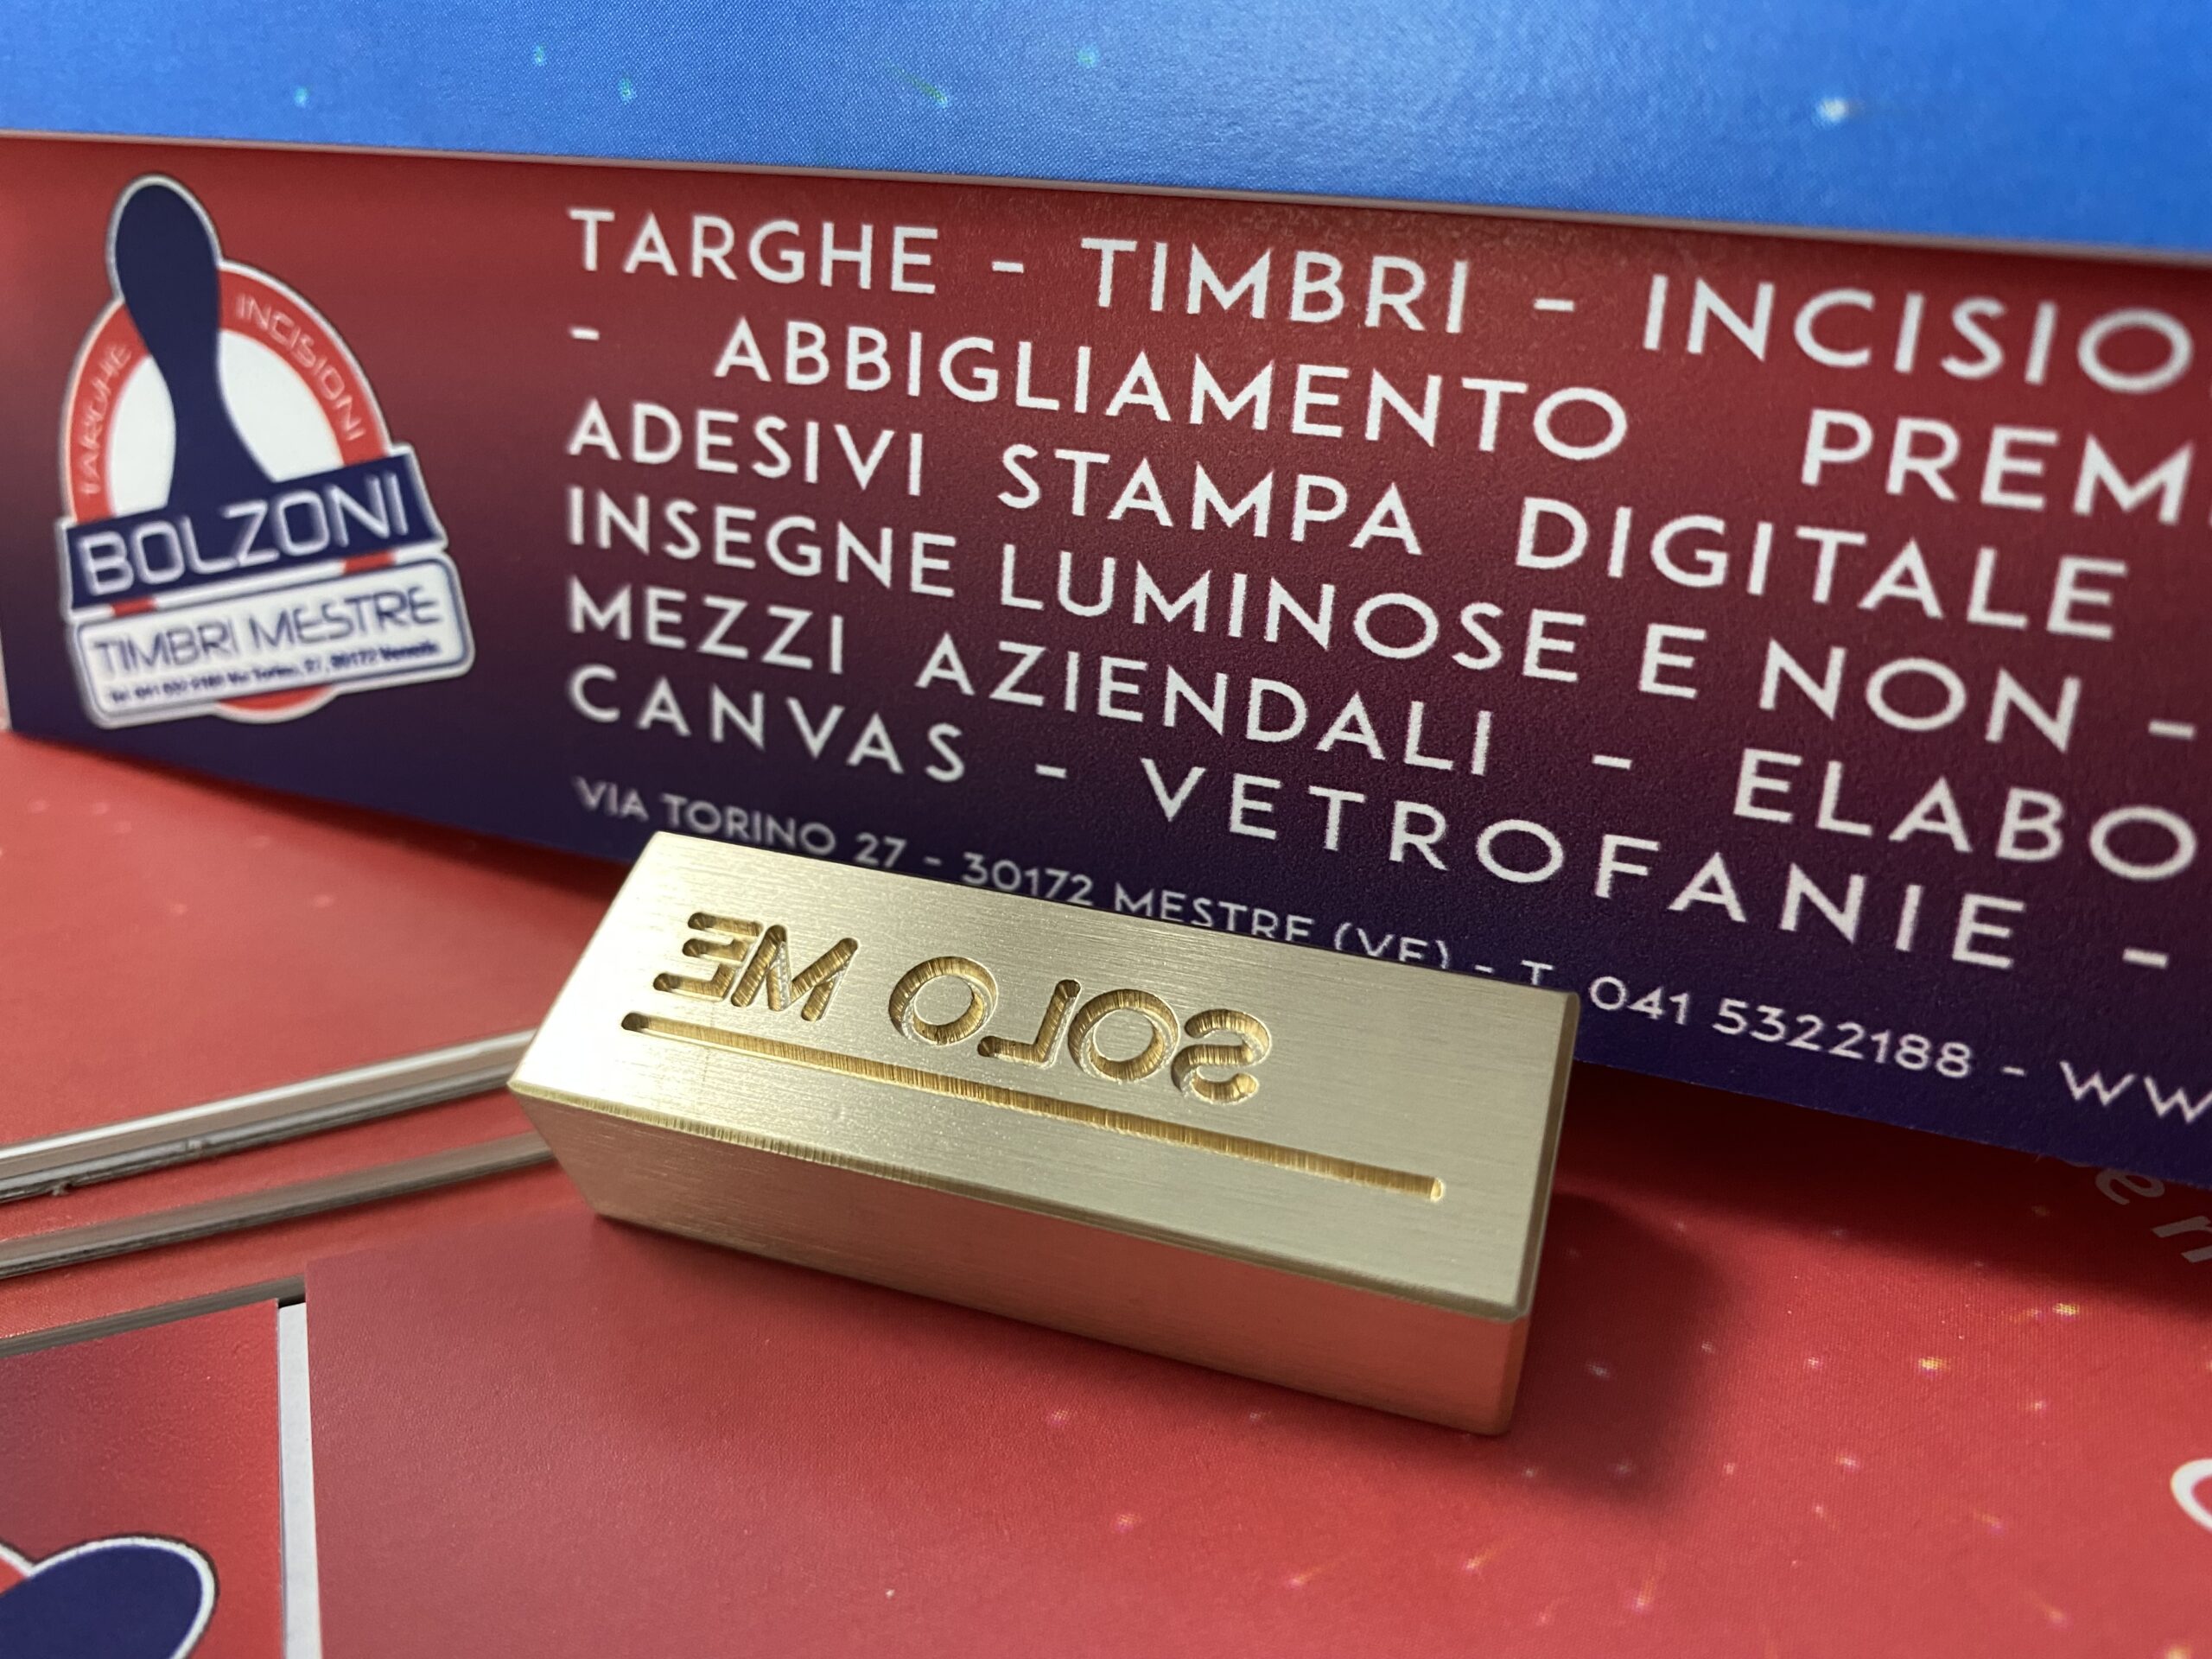 TARGHE INCISIONI
BOLZONI
TIMBRI MESTRE
TARGHE - TIMBRI - INCISIO
- ABBIGLIAMENTO PREM
ADESIVI STAMPA DIGITALE
INSEGNE LUMINOSE E NON -
MEZZI AZIENDALI - ELABO
CANVAS - VETROFANIE -
VIA TORINO 27 - 30172 MESTRE (VE) - T. 041 5322188 - WW
SOLO ME